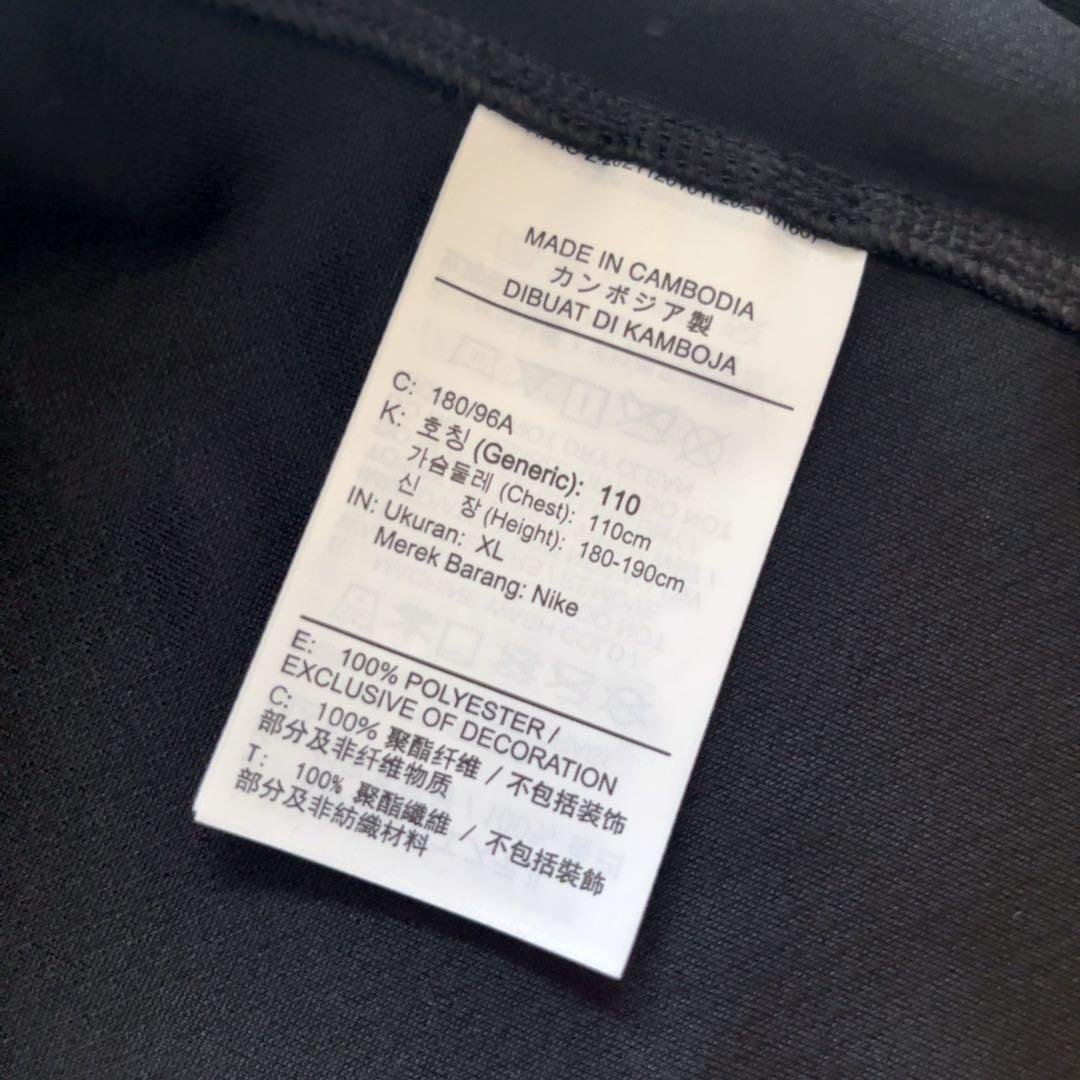 MADE IN CAMBODIA
カンボジア製
DIBUAT DI KAMBOJA
C: 180/96A
K: 호칭 (Generic): 110
가슴둘레 (Chest): 110cm
신 장 (Height): 180-190cm
IN: Ukuran: XL
Merek Barang: Nike
E: 100% POLYESTER /
EXCLUSIVE OF DECORATION
C: 100% 聚酯纤维 / 不包括装饰
部分及非纤维物质
T: 100% 聚酯纖維 / 不包括裝飾
部分及非紡織材料